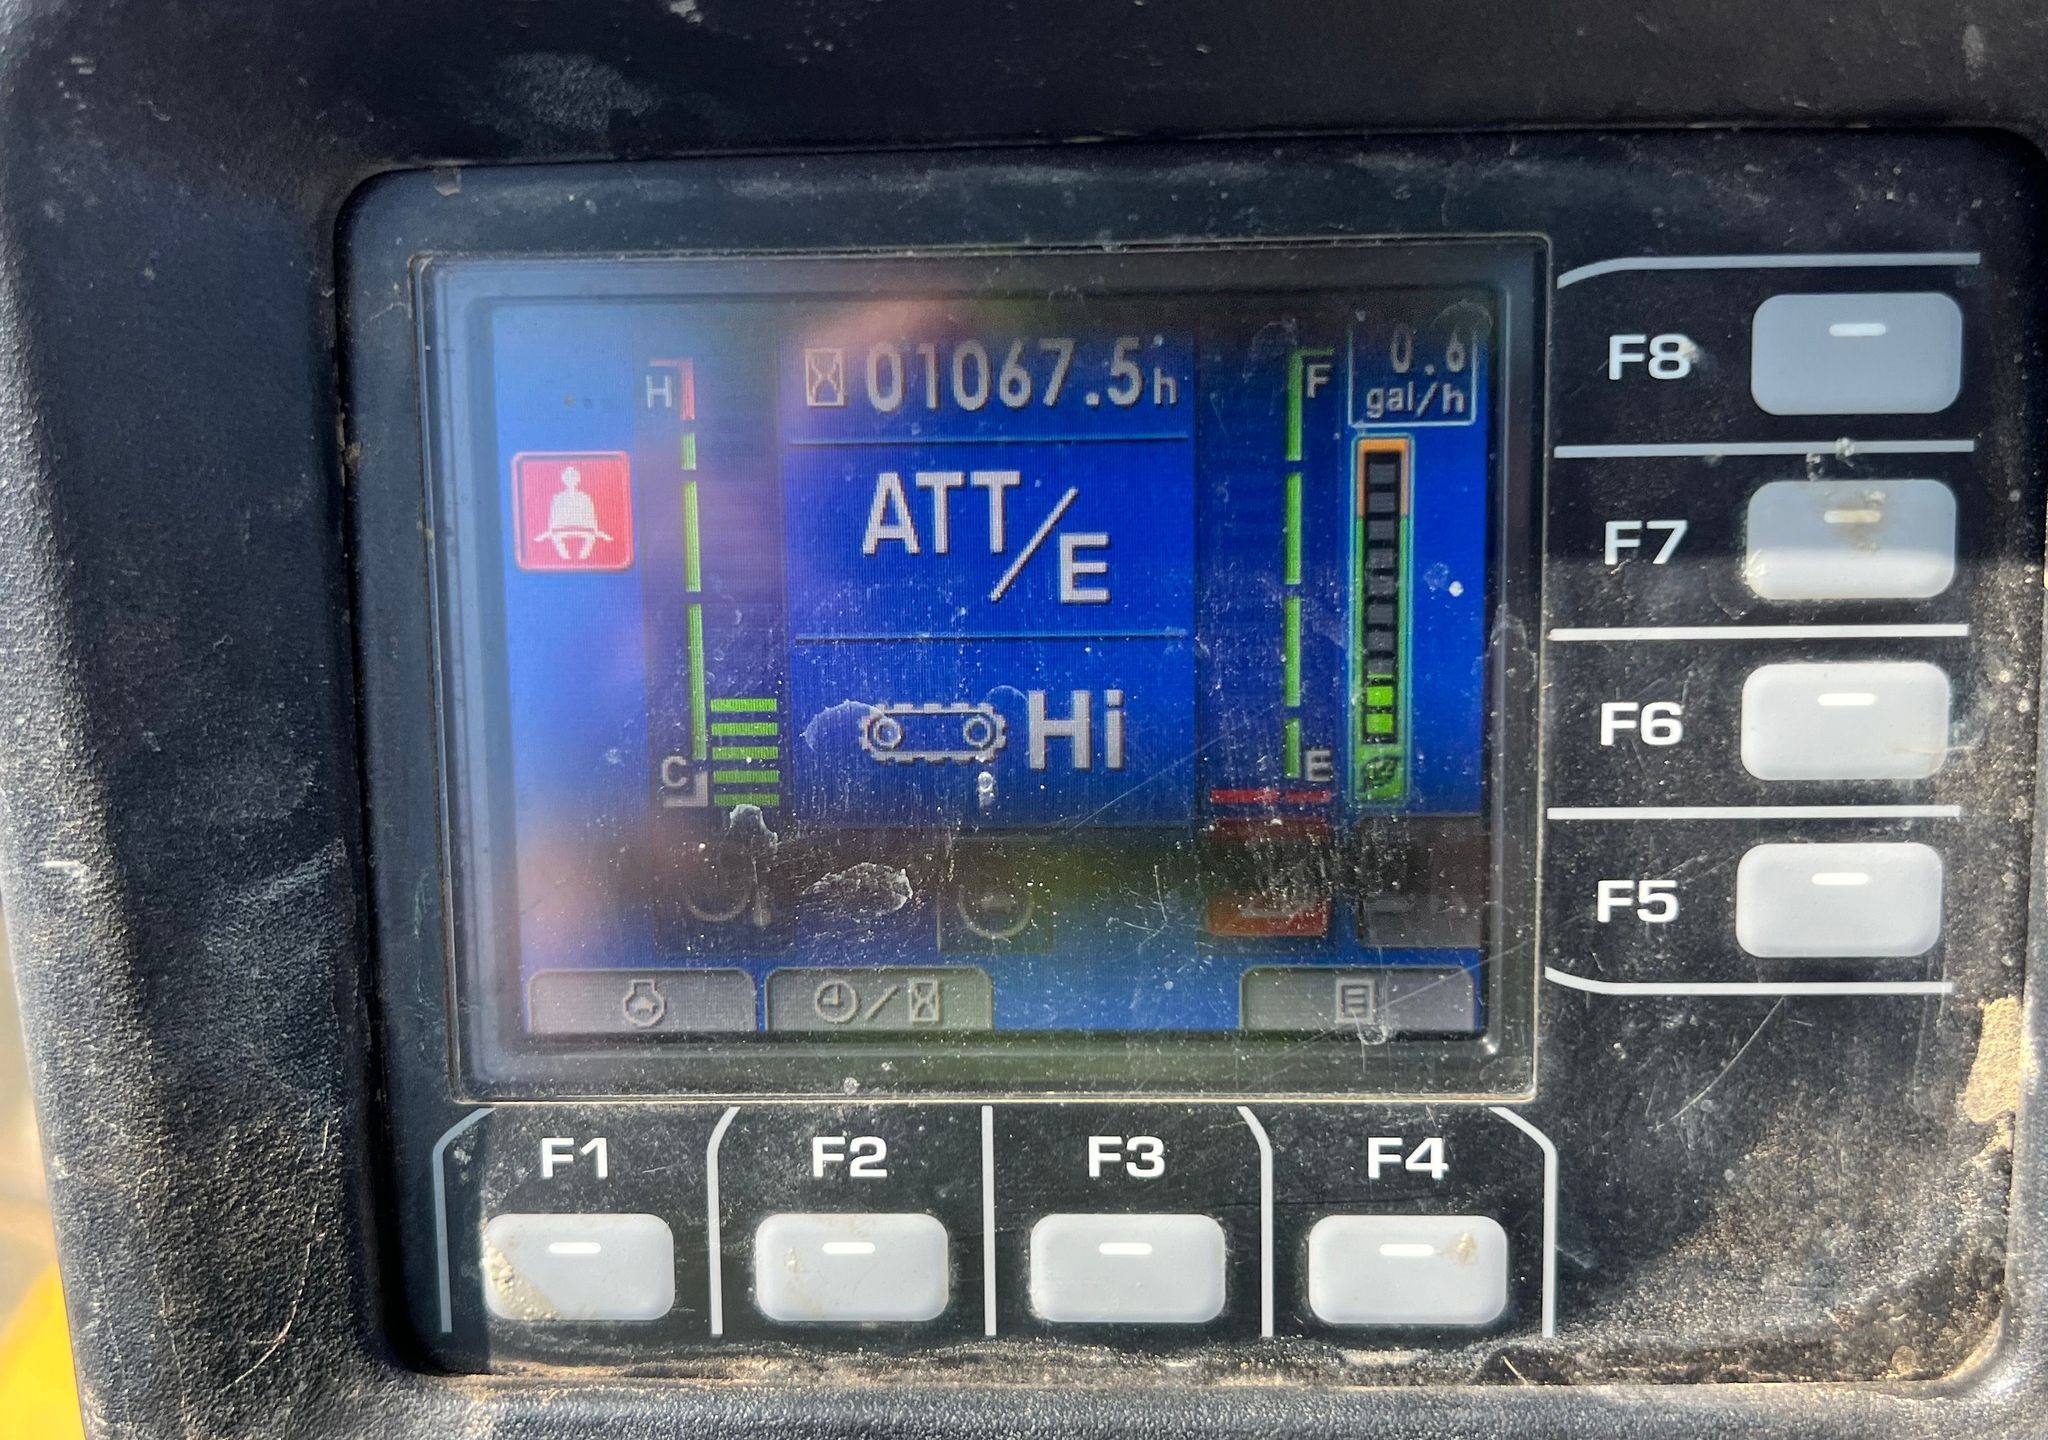 01067.5h
0.6
gal/h
H
F
ATT/E
Hi
C
E
F8
F7
F6
F5
F1
F2
F3
F4